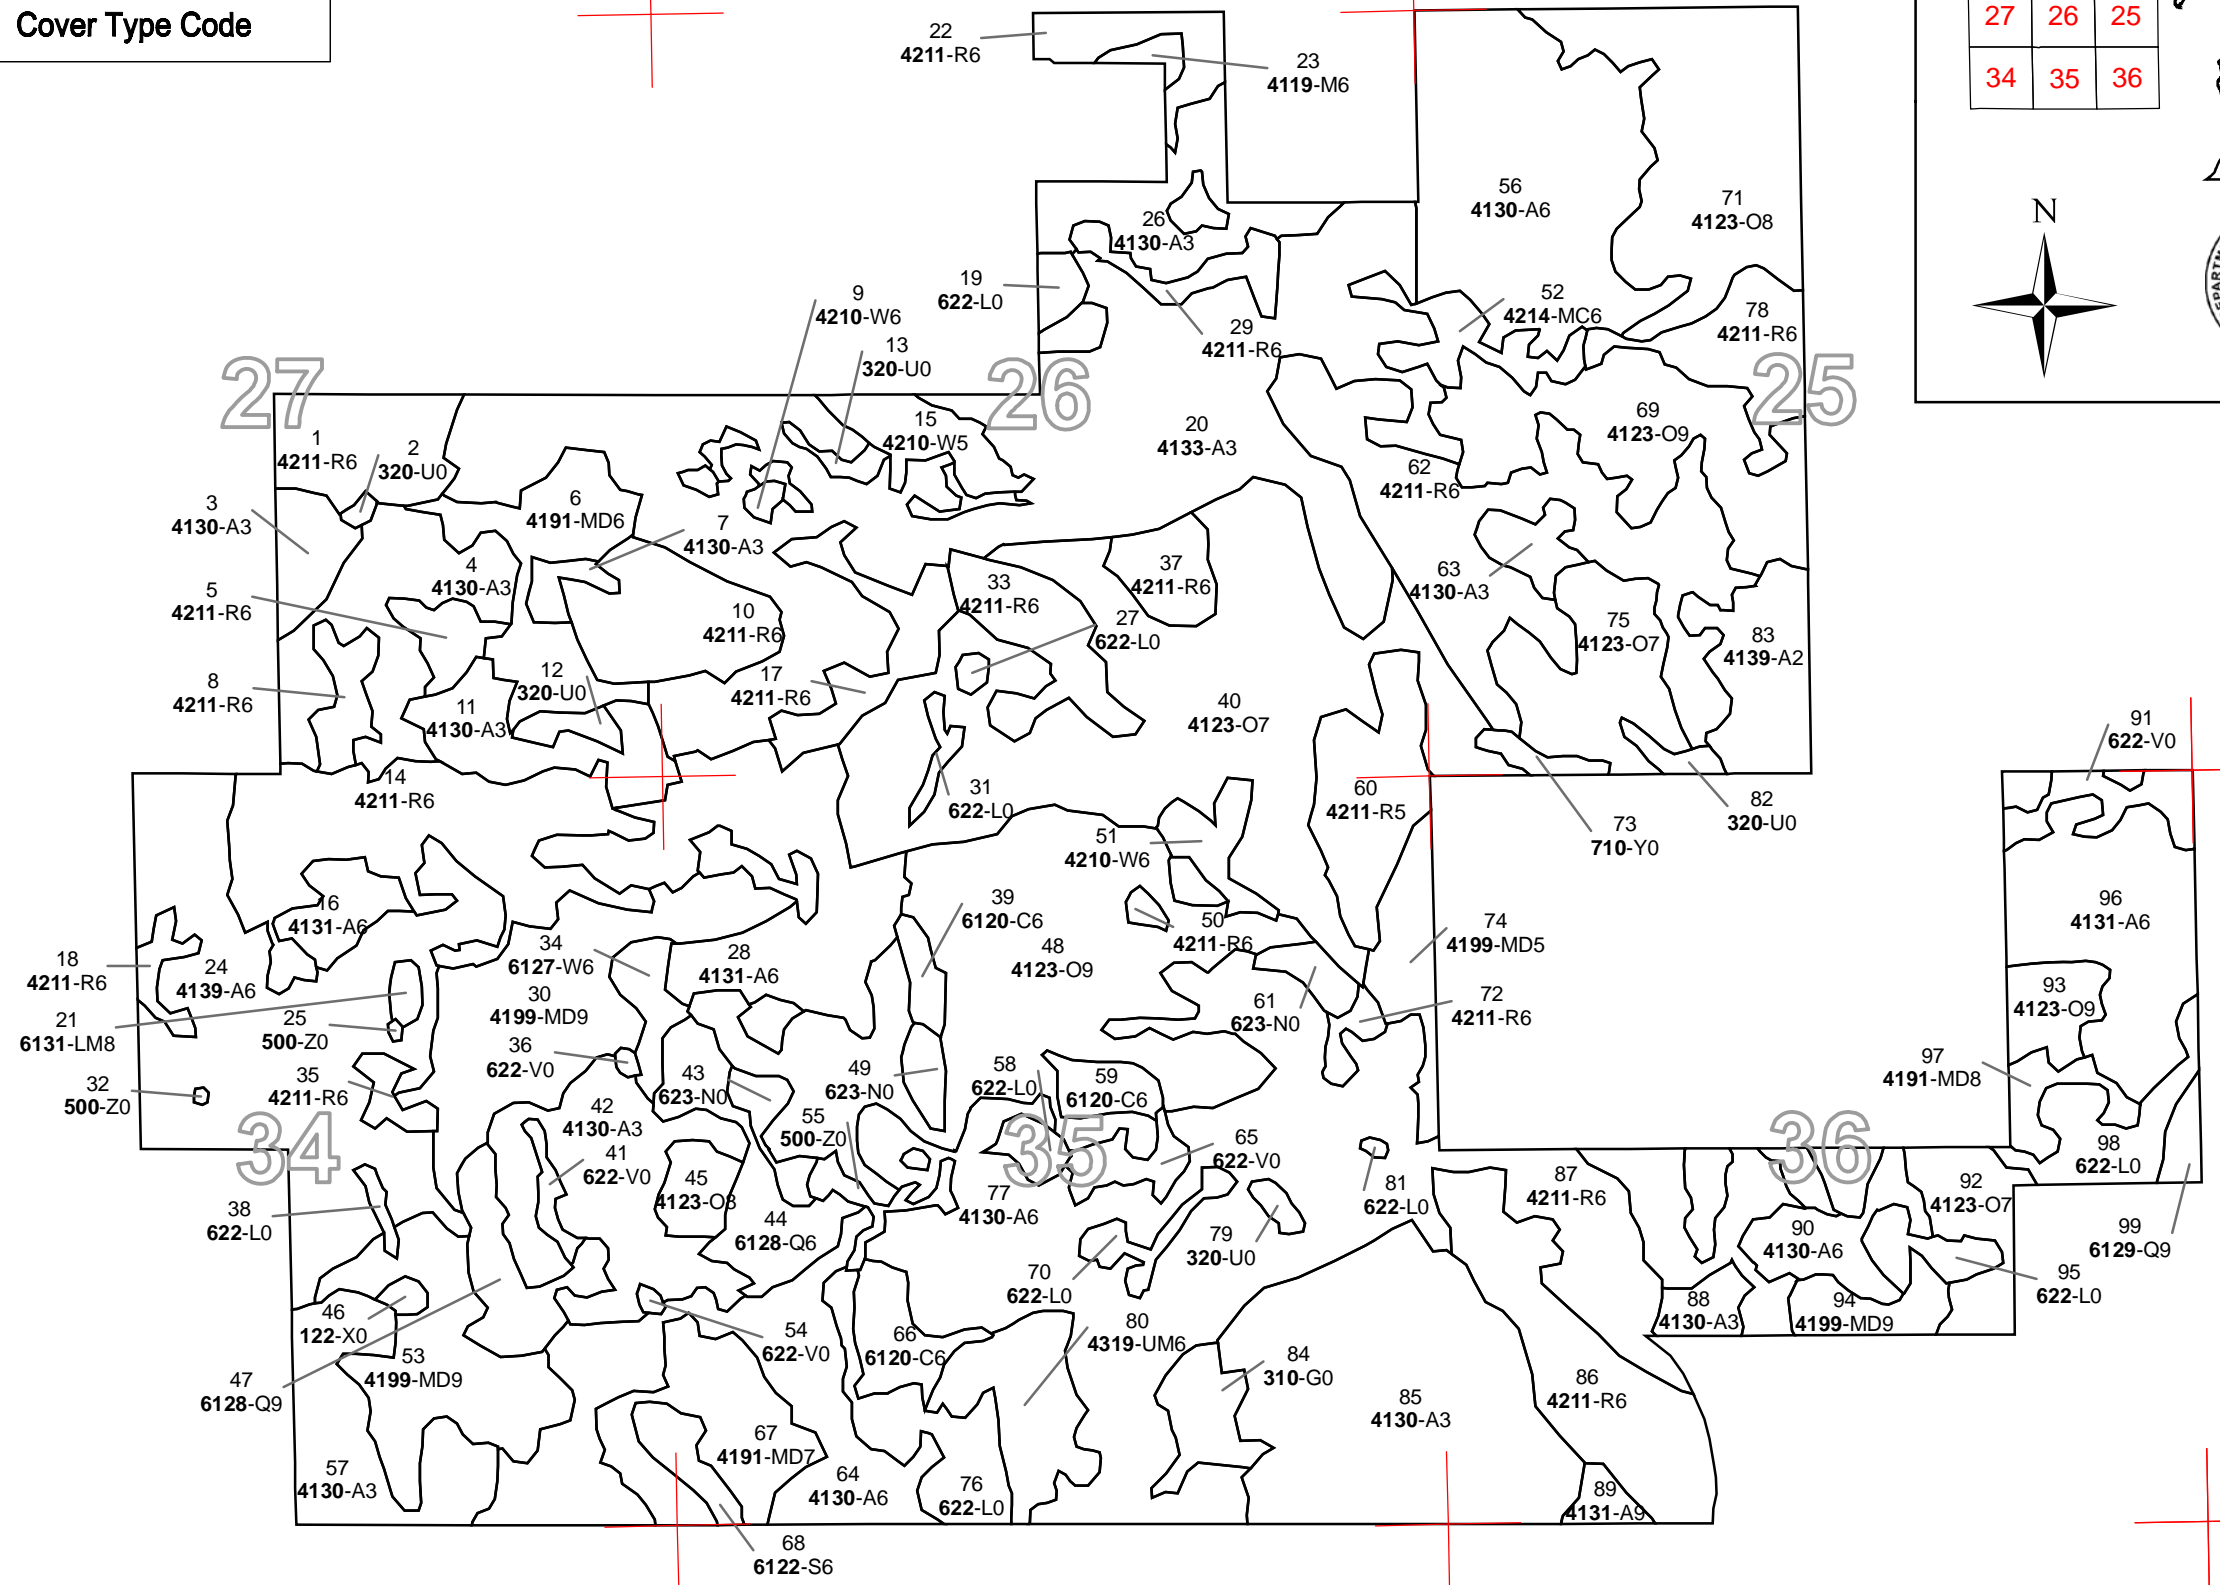 Cover Type Code
27 26 25
34 35 36
N
22
4211-R6
23
4119-M6
56
4130-A6
71
4123-O8
26
4130-A3
19
622-L0
9
4210-W6
13
320-U0
29
4211-R6
52
4214-MC6
78
4211-R6
27
26
25
1
4211-R6
2
320-U0
15
4210-W5
20
4133-A3
69
4123-O9
62
4211-R6
3
4130-A3
6
4191-MD6
7
4130-A3
4
4130-A3
5
4211-R6
10
4211-R6
33
4211-R6
37
4211-R6
27
622-L0
63
4130-A3
75
4123-O7
83
4139-A2
8
4211-R6
12
320-U0
11
4130-A3
17
4211-R6
40
4123-O7
14
4211-R6
31
622-L0
60
4211-R5
73
710-Y0
82
320-U0
91
622-V0
51
4210-W6
16
4131-A6
39
6120-C6
50
4211-R6
74
4199-MD5
96
4131-A6
18
4211-R6
24
4139-A6
34
6127-W6
28
4131-A6
48
4123-O9
30
4199-MD9
61
623-N0
72
4211-R6
93
4123-O9
21
6131-LM8
25
500-Z0
36
622-V0
32
500-Z0
35
4211-R6
43
623-N0
49
623-N0
58
622-L0
59
6120-C6
97
4191-MD8
42
4130-A3
55
500-Z0
34
35
36
41
622-V0
45
4123-O8
65
622-V0
81
622-L0
87
4211-R6
92
4123-O7
98
622-L0
38
622-L0
44
6128-Q6
77
4130-A6
79
320-U0
90
4130-A6
99
6129-Q9
70
622-L0
95
622-L0
46
122-X0
54
622-V0
66
6120-C6
80
4319-UM6
88
4130-A3
94
4199-MD9
47
6128-Q9
53
4199-MD9
84
310-G0
86
4211-R6
85
4130-A3
57
4130-A3
67
4191-MD7
64
4130-A6
76
622-L0
89
4131-A9
68
6122-S6